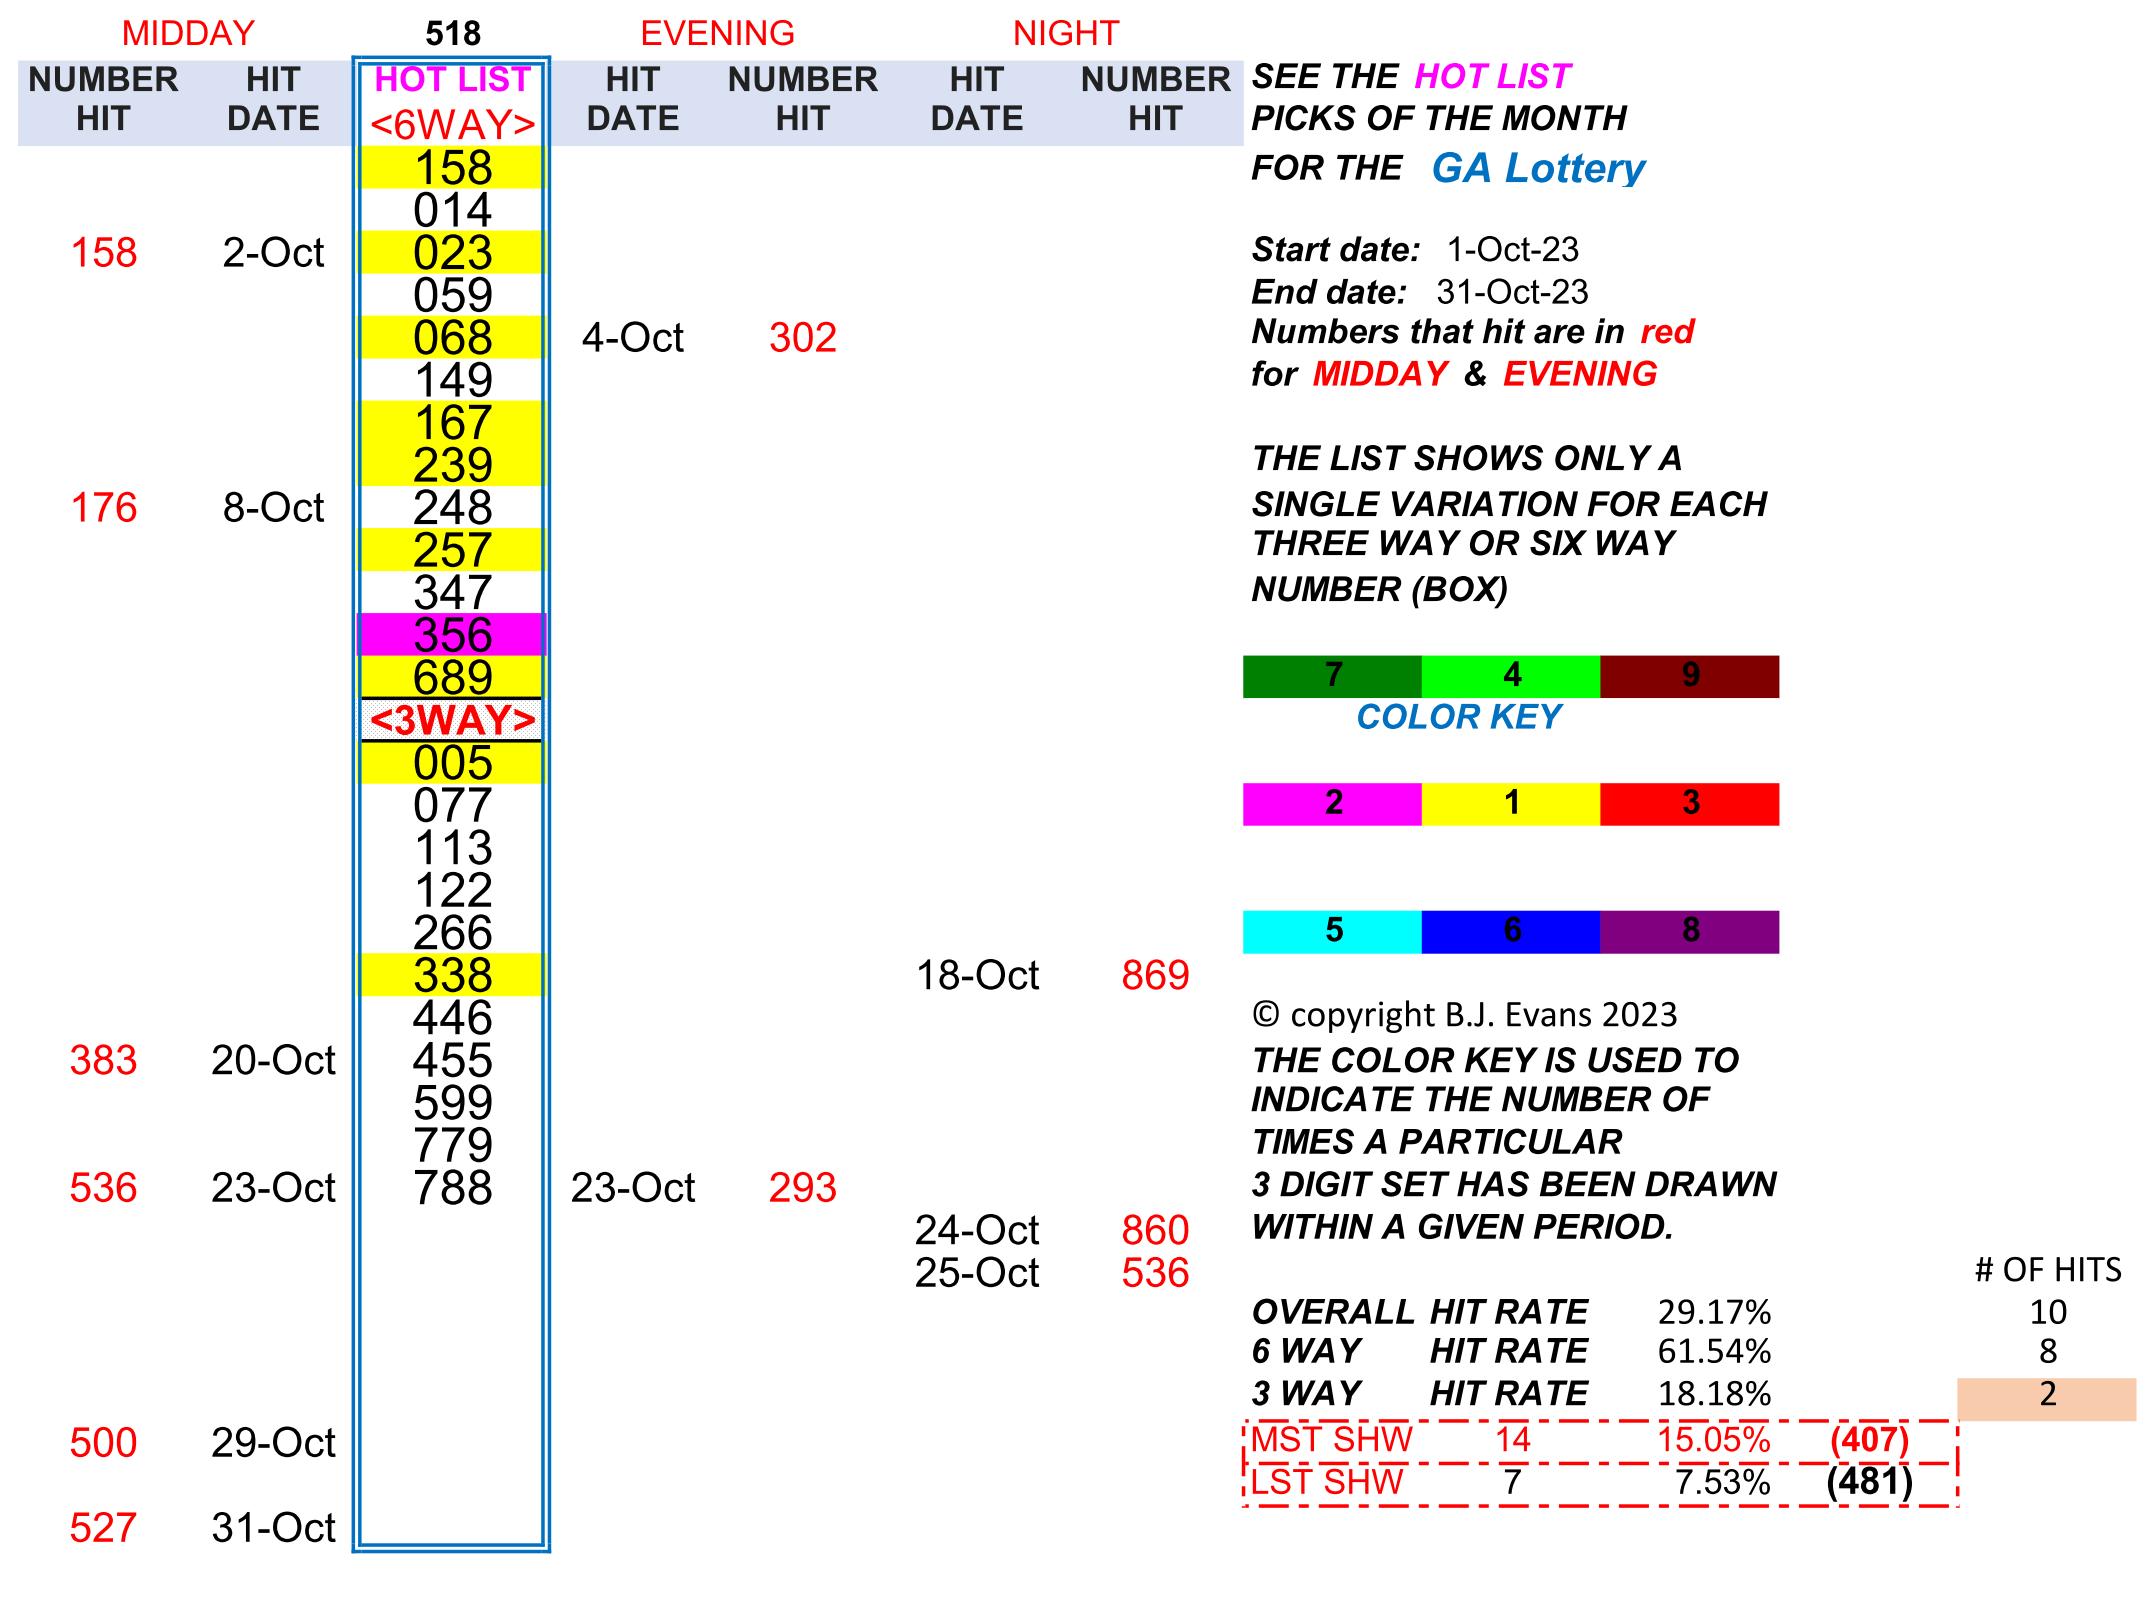 MIDDAY 518 EVENING NIGHT
NUMBER HIT HOT LIST HIT NUMBER HIT NUMBER SEE THE HOT LIST
HIT DATE <6WAY> DATE HIT DATE HIT PICKS OF THE MONTH
158 FOR THE GA Lottery
014
158 2-Oct 023 Start date: 1-Oct-23
059 End date: 31-Oct-23
068 4-Oct 302 Numbers that hit are in red
149 for MIDDAY & EVENING
167
239 THE LIST SHOWS ONLY A
176 8-Oct 248 SINGLE VARIATION FOR EACH
257 THREE WAY OR SIX WAY
347 NUMBER (BOX)
356
689 7 4 9
<3WAY> COLOR KEY
005
077 2 1 3
113
122
266 5 6 8
338 18-Oct 869
446 © copyright B.J. Evans 2023
383 20-Oct 455 THE COLOR KEY IS USED TO
599 INDICATE THE NUMBER OF
779 TIMES A PARTICULAR
536 23-Oct 788 23-Oct 293 3 DIGIT SET HAS BEEN DRAWN
24-Oct 860 WITHIN A GIVEN PERIOD.
25-Oct 536 # OF HITS
OVERALL HIT RATE 29.17% 10
6 WAY HIT RATE 61.54% 8
3 WAY HIT RATE 18.18% 2
500 29-Oct MST SHW 14 15.05% (407)
LST SHW 7 7.53% (481)
527 31-Oct